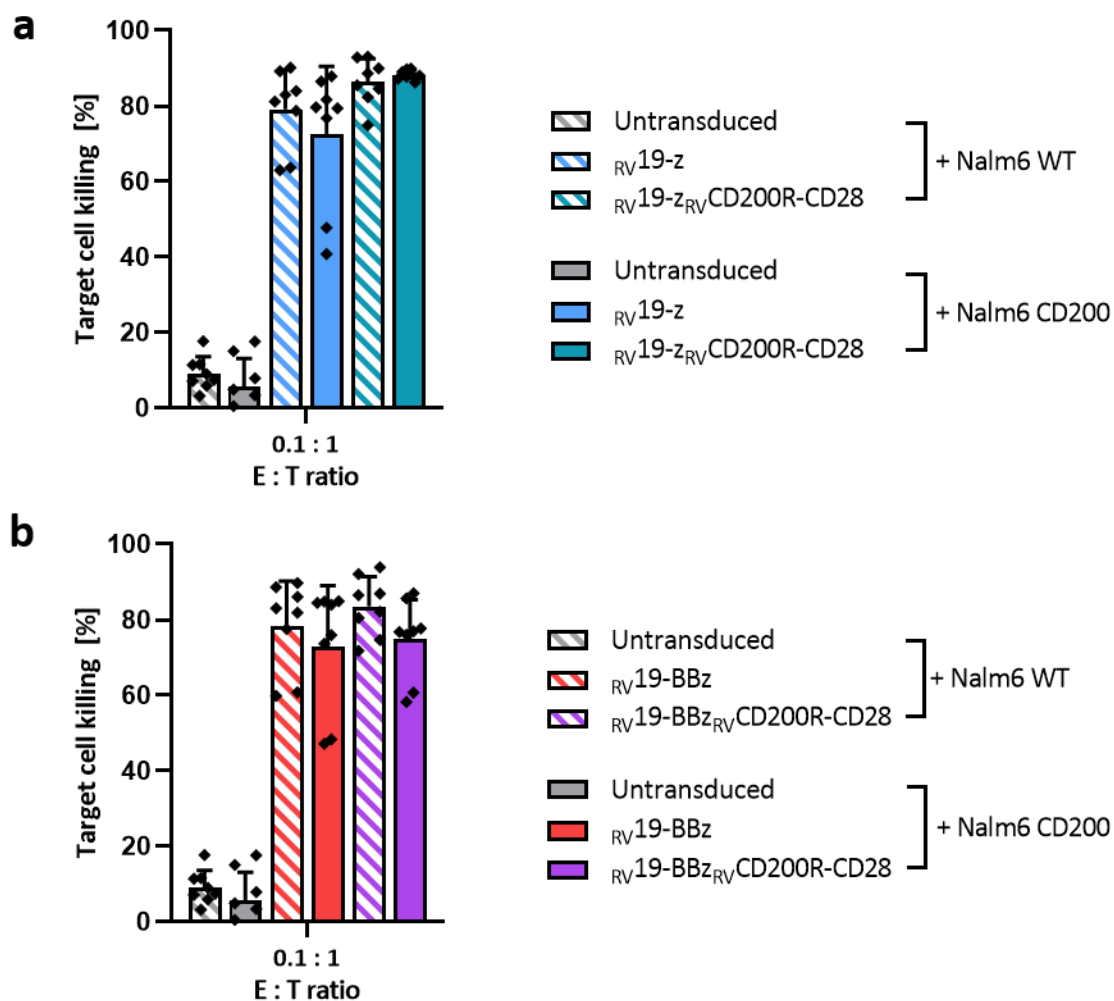 a
Target cell killing [%]
100
80
60
40
20
0
0.1 : 1
E : T ratio
Untransduced
RV19-z
RV19-zRVCD200R-CD28
+ Nalm6 WT
Untransduced
RV19-z
RV19-zRVCD200R-CD28
+ Nalm6 CD200
b
Target cell killing [%]
100
80
60
40
20
0
0.1 : 1
E : T ratio
Untransduced
RV19-BBz
RV19-BBzRVCD200R-CD28
+ Nalm6 WT
Untransduced
RV19-BBz
RV19-BBzRVCD200R-CD28
+ Nalm6 CD200